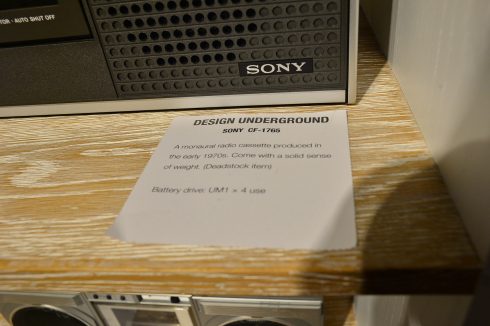 TOR · AUTO SHUT OFF
SONY
DESIGN UNDERGROUND
SONY CF-1765
A monaural radio cassette produced in
the early 1970s. Come with a solid sense
of weight. (Deadstock item)
Battery drive: UM1 × 4 use